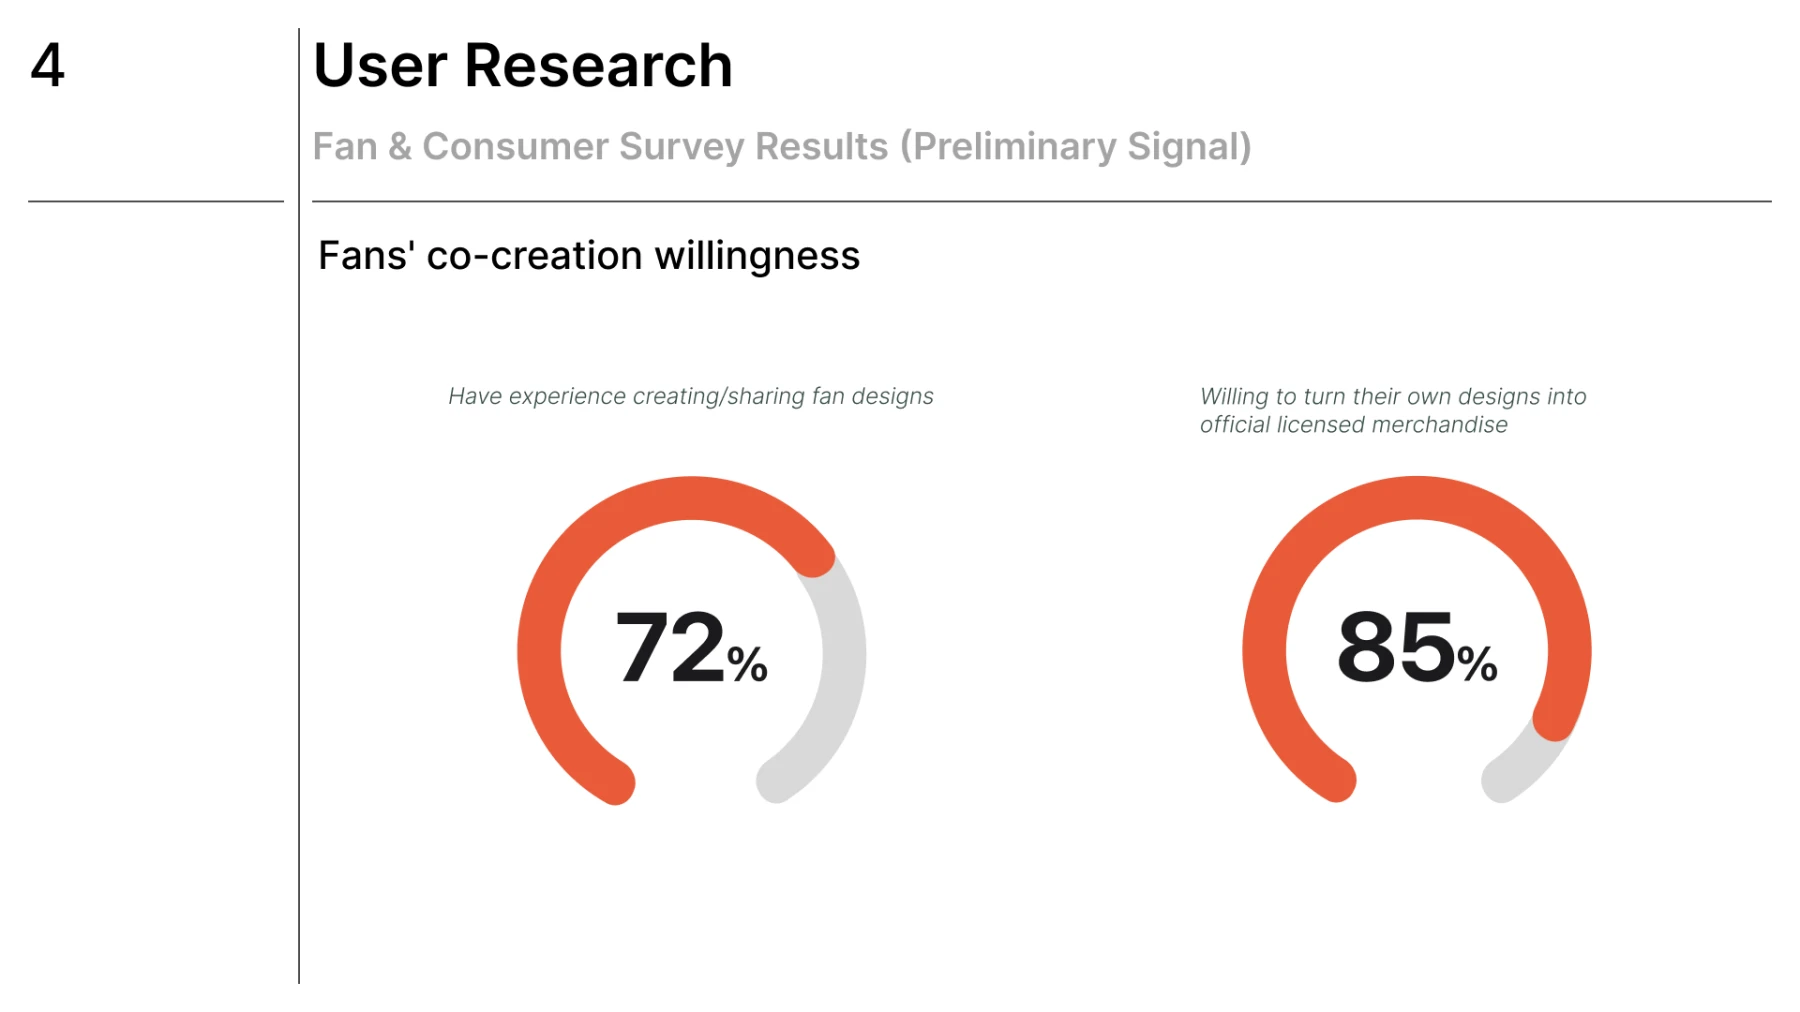 4
User Research
Fan & Consumer Survey Results (Preliminary Signal)
Fans' co-creation willingness
Have experience creating/sharing fan designs
Willing to turn their own designs into
official licensed merchandise
72%
85%